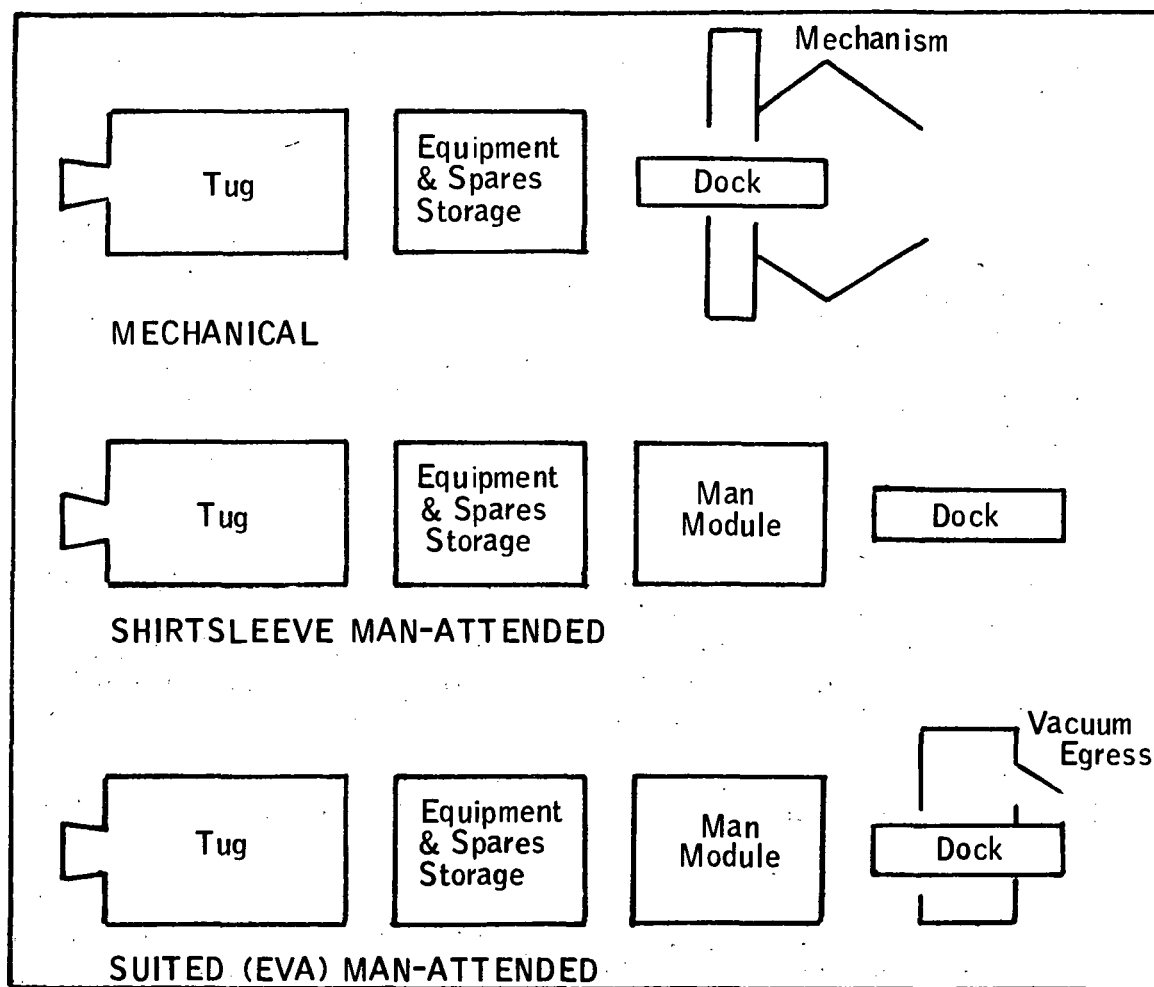 Mechanism
Tug
Equipment
& Spares
Storage
Dock
MECHANICAL
Tug
Equipment
& Spares
Storage
Man
Module
Dock
SHIRTSLEEVE MAN-ATTENDED
Vacuum
Egress
Tug
Equipment
& Spares
Storage
Man
Module
Dock
SUITED (EVA) MAN-ATTENDED